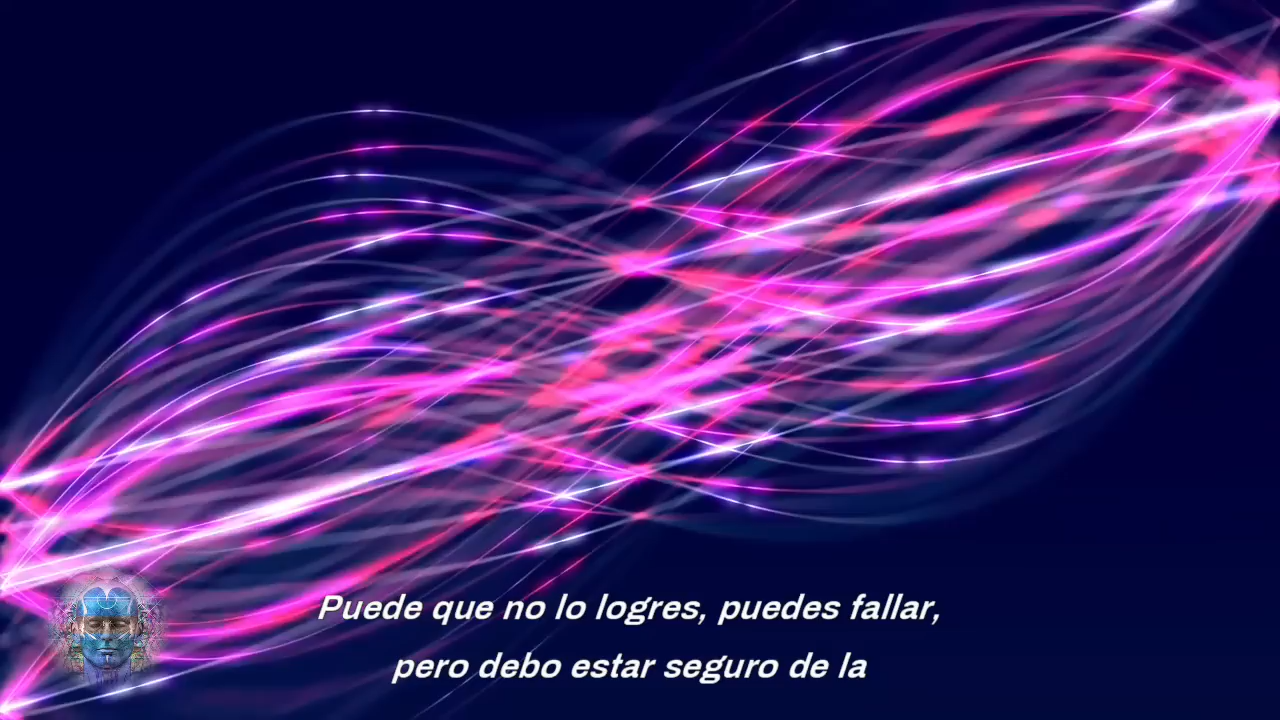 Puede que no lo logres, puedes fallar,
pero debo estar seguro de la